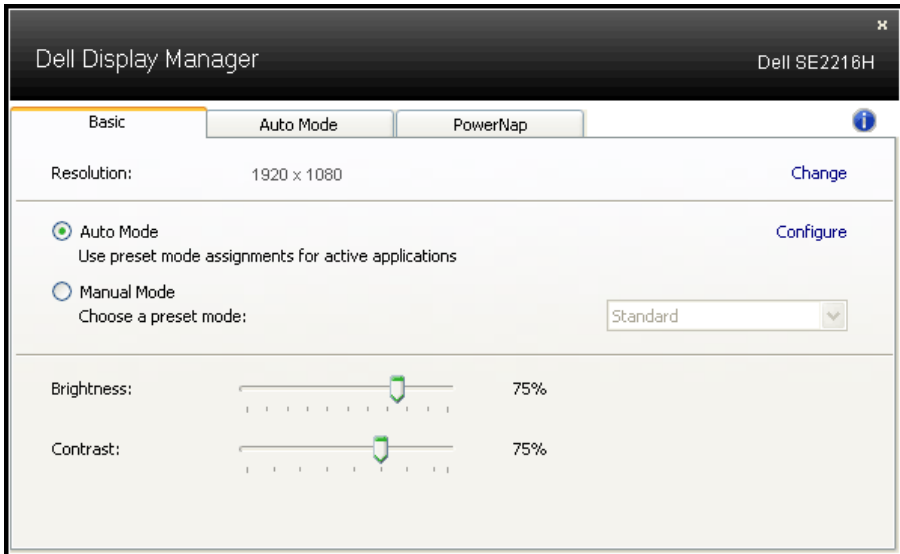 x
Dell Display Manager
Dell SE2216H
Basic
Auto Mode
PowerNap
i
Resolution:
1920 x 1080
Change
Auto Mode
Configure
Use preset mode assignments for active applications
Manual Mode
Choose a preset mode:
Standard
Brightness:
75%
Contrast:
75%